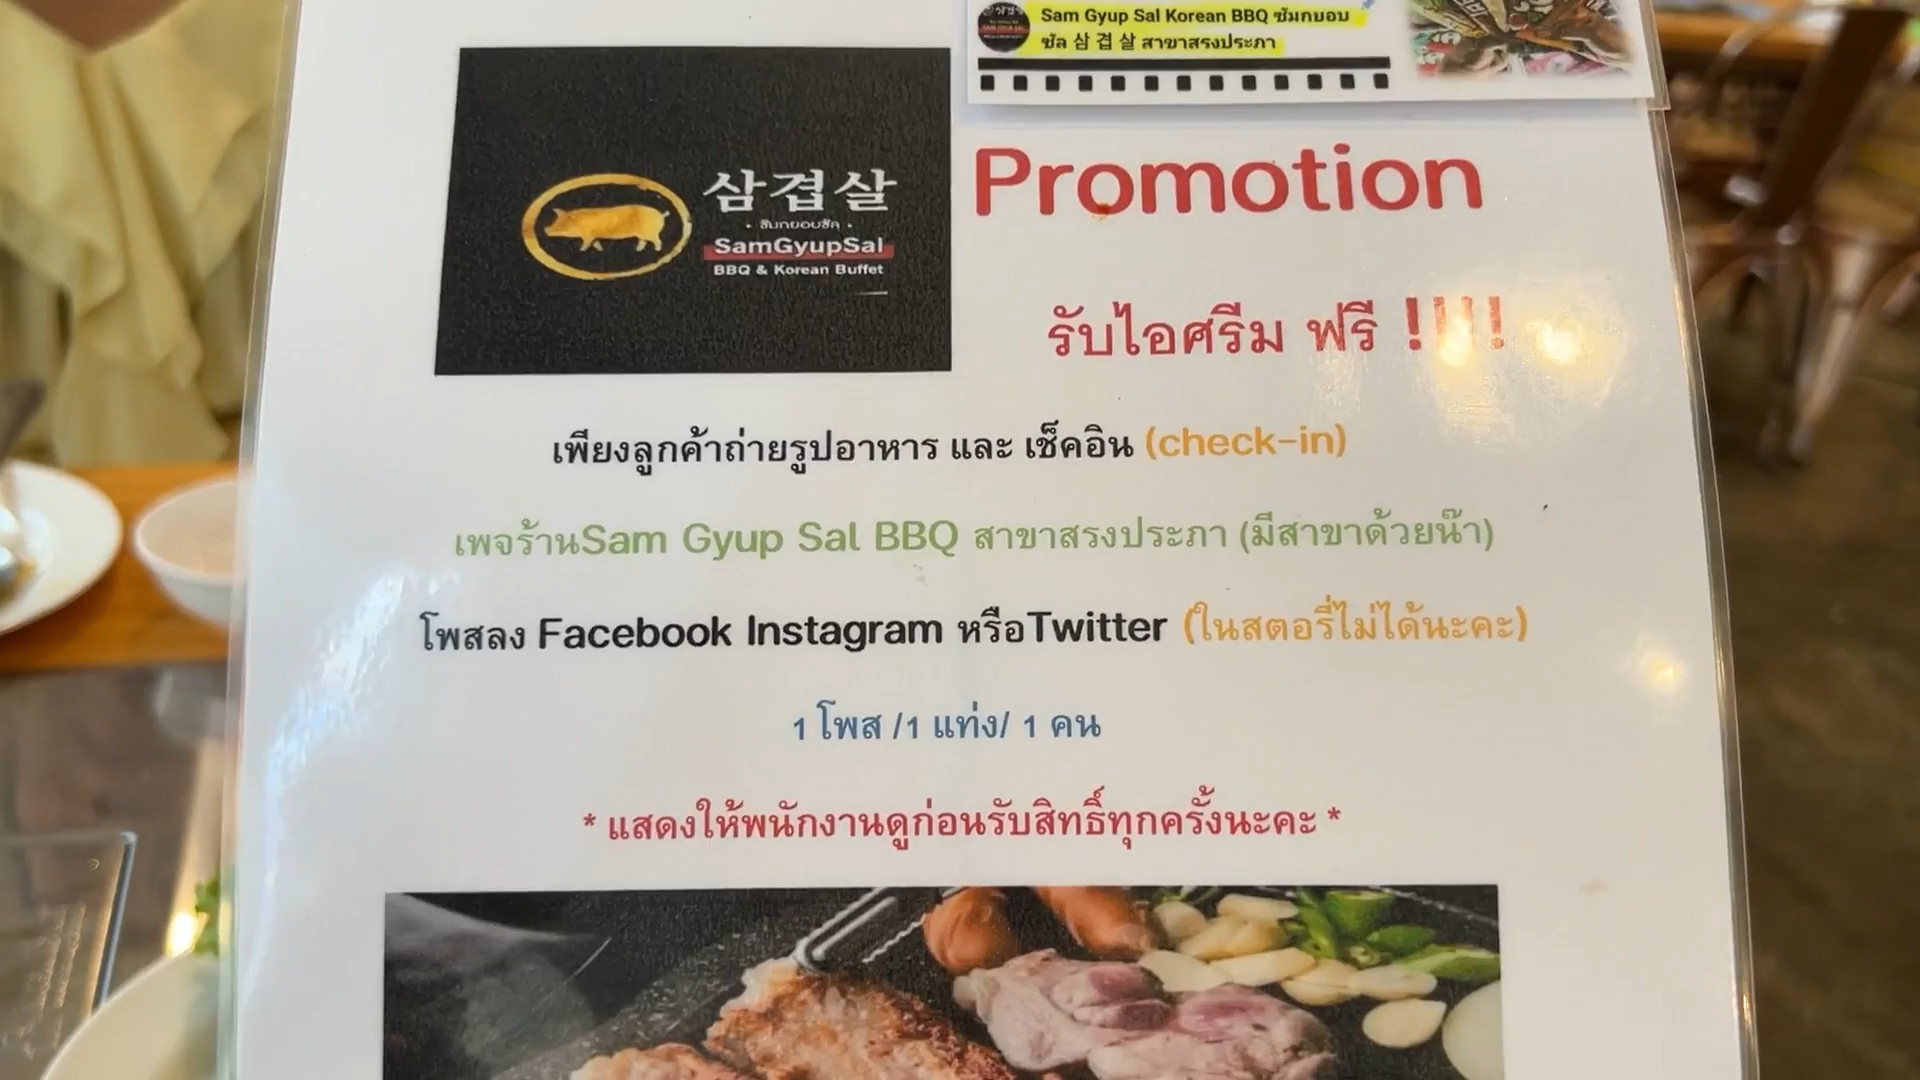 Sam Gyup Sal Korean BBQ ซัมกยอบ
ซัล 삼 겹 살 สาขาสรงประภา
삼겹살
• ซัมกยอบซัล •
SamGyupSal
BBQ & Korean Buffet
Promotion
รับไอศรีม ฟรี !!!!
เพียงลูกค้าถ่ายรูปอาหาร และ เช็คอิน (check-in)
เพจร้านSam Gyup Sal BBQ สาขาสรงประภา (มีสาขาด้วยน๊า)
โพสลง Facebook Instagram หรือTwitter (ในสตอรี่ไม่ได้นะคะ)
1 โพส /1 แท่ง/ 1 คน
* แสดงให้พนักงานดูก่อนรับสิทธิ์ทุกครั้งนะคะ *